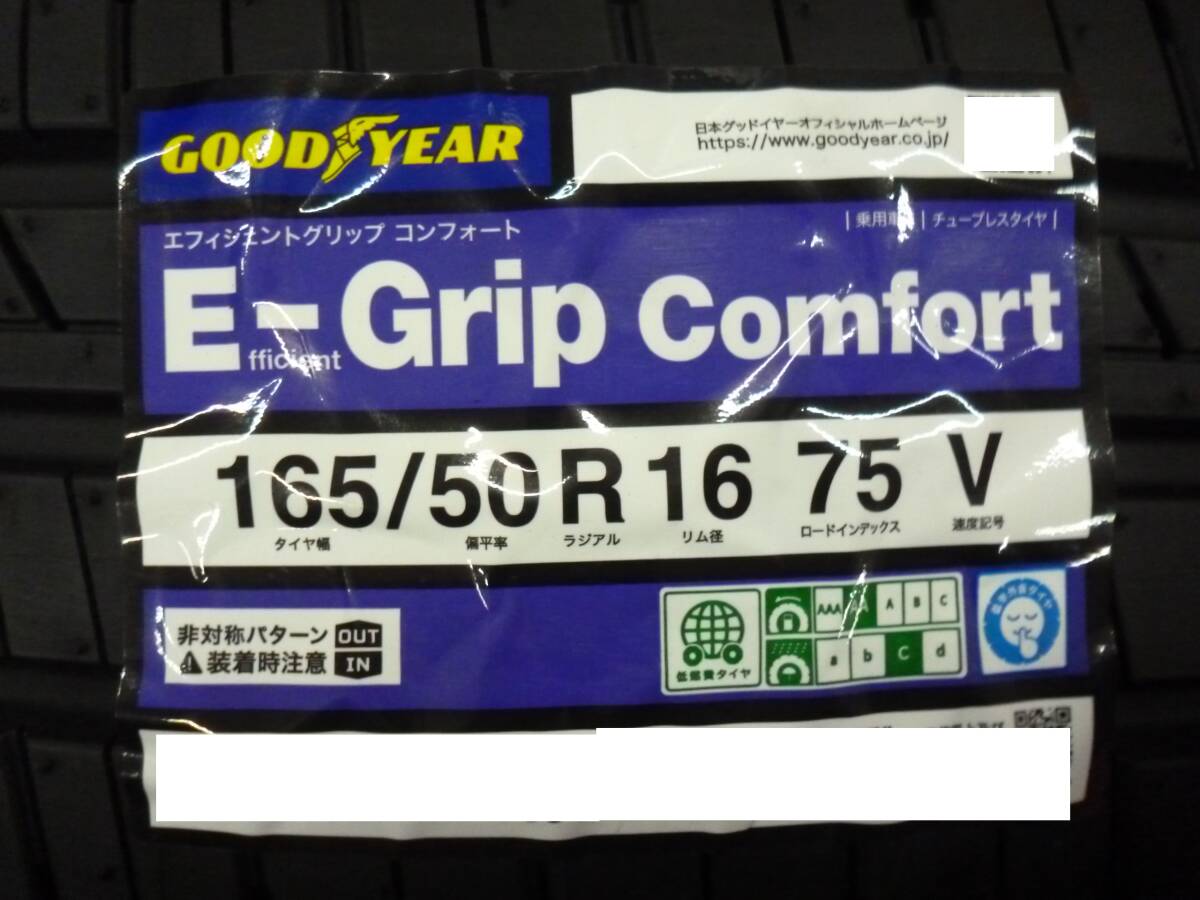 GOOD YEAR
日本グッドイヤーオフィシャルホームページ
https://www.goodyear.co.jp/
エフィシェントグリップ コンフォート
| 乗用車 | チューブレスタイヤ |
E-fficient Grip Comfort
165/50 R 16 75 V
タイヤ幅 偏平率 ラジアル リム径 ロードインデックス 速度記号
非対称パターン OUT
装着時注意 IN
低燃費タイヤ
AAA AA A B C
a b c d